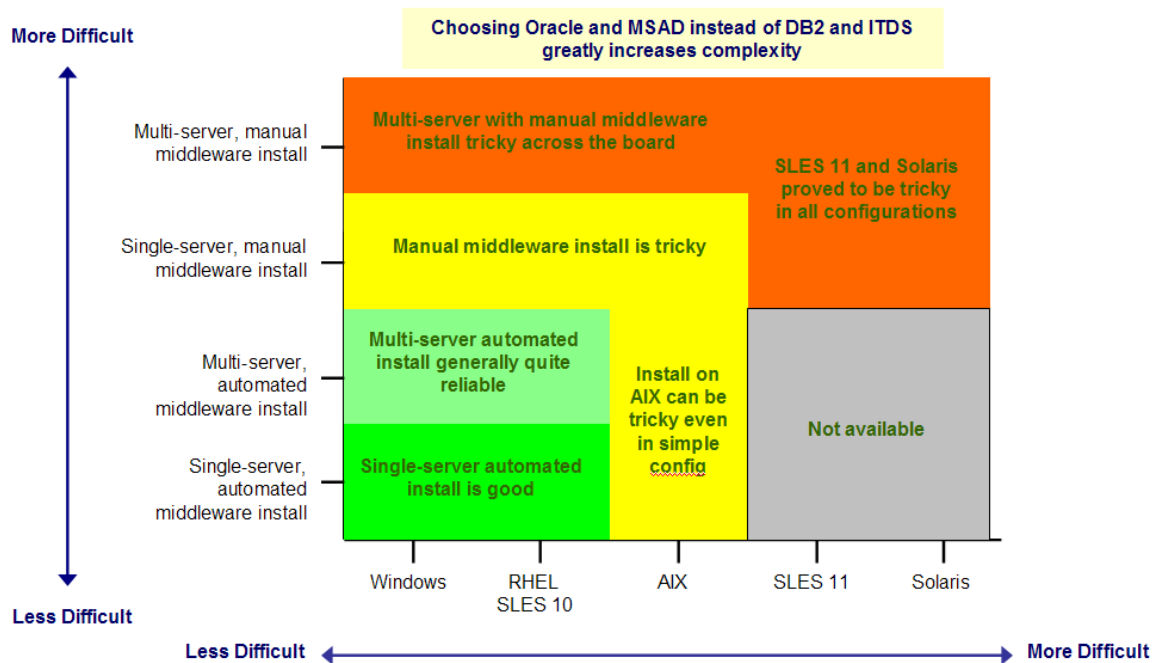 Choosing Oracle and MSAD instead of DB2 and ITDS
greatly increases complexity
More Difficult
Multi-server, manual
middleware install
Multi-server with manual middleware
install tricky across the board
SLES 11 and Solaris
proved to be tricky
in all configurations
Single-server, manual
middleware install
Manual middleware install is tricky
Multi-server,
automated
middleware install
Multi-server automated
install generally quite
reliable
Install on
AIX can be
tricky even
in simple
config
Not available
Single-server,
automated
middleware install
Single-server automated
install is good
Windows
RHEL
SLES 10
AIX
SLES 11
Solaris
Less Difficult
Less Difficult
More Difficult